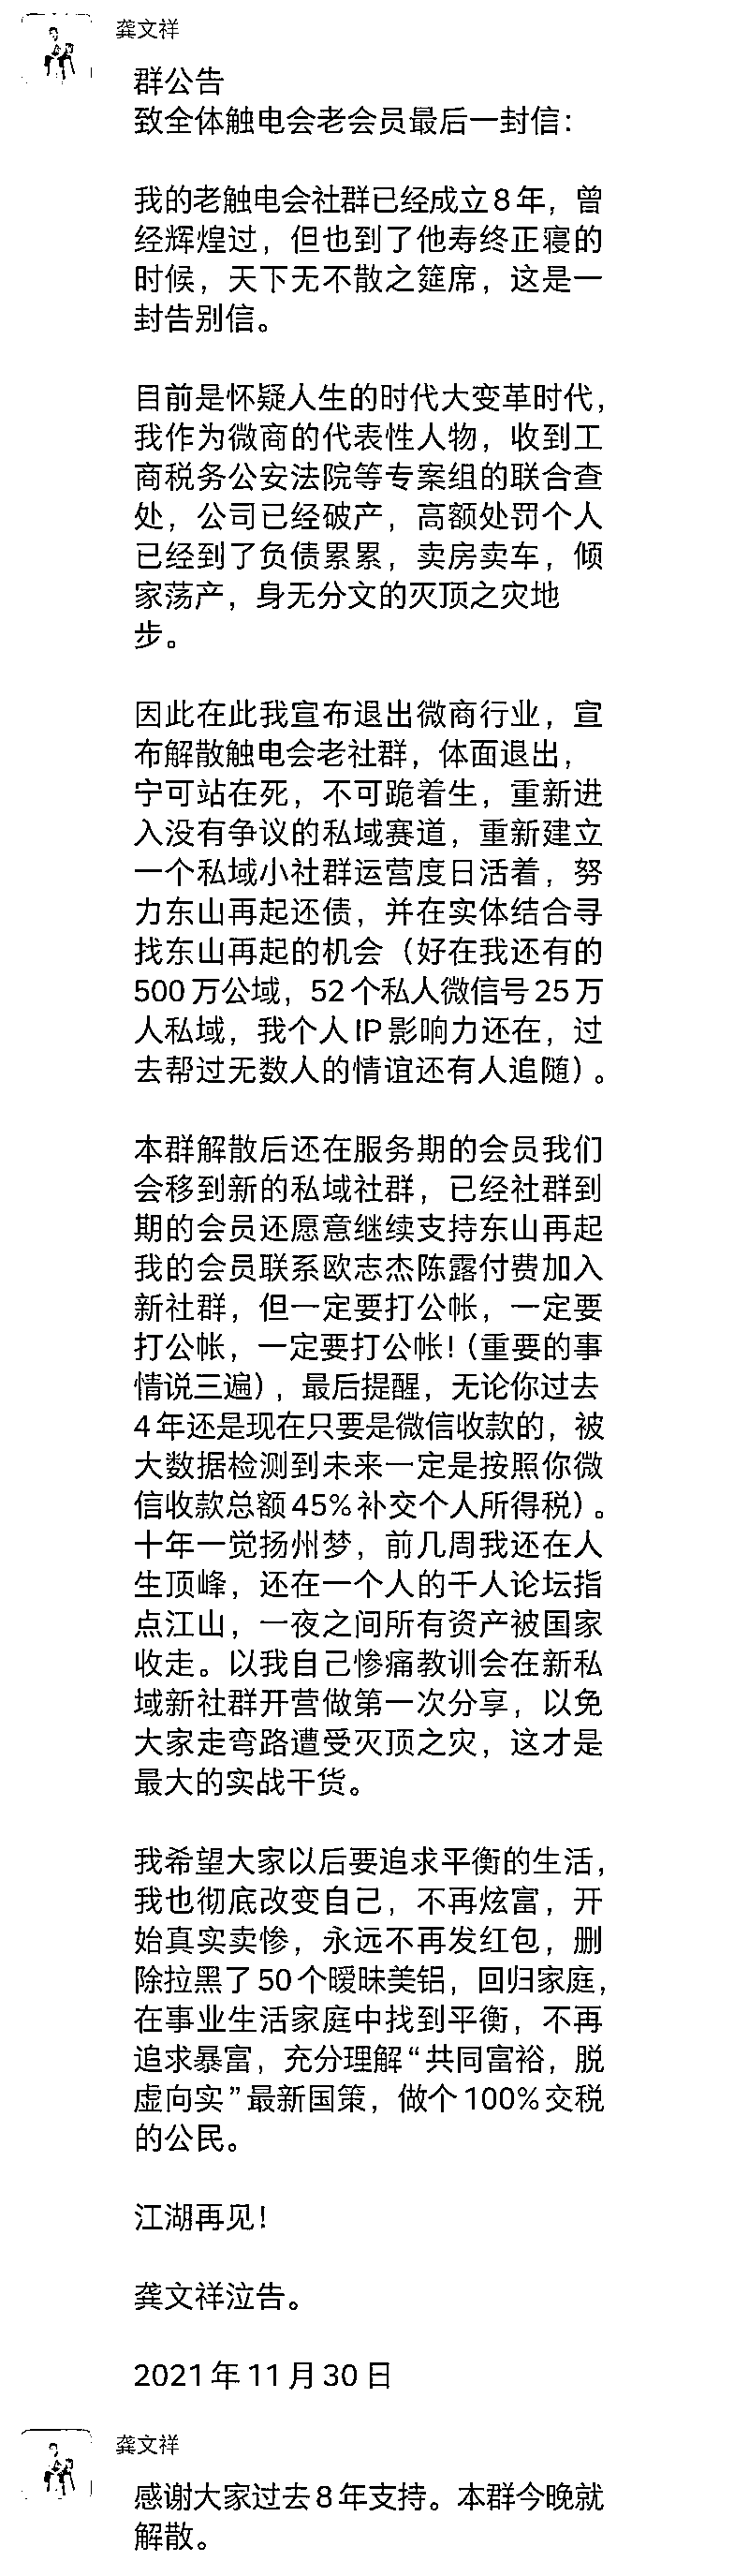 龚文祥
群公告
致全体触电会老会员最后一封信：
我的老触电会社群已经成立8年，曾
经辉煌过，但也到了他寿终正寝的
时候，天下无不散之筵席，这是一
封告别信。
目前是怀疑人生的时代大变革时代，
我作为微商的代表性人物，收到工
商税务公安法院等专案组的联合查
处，公司已经破产，高额处罚个人
已经到了负债累累，卖房卖车，倾
家荡产，身无分文的灭顶之灾地
步。
因此在此我宣布退出微商行业，宣
布解散触电会老社群，体面退出，
宁可站在死，不可跪着生，重新进
入没有争议的私域赛道，重新建立
一个私域小社群运营度日活着，努
力东山再起还债，并在实体结合寻
找东山再起的机会（好在我还有的
500万公域，52个私人微信号25万
人私域，我个人IP影响力还在，过
去帮过无数人的情谊还有人追随）。
本群解散后还在服务期的会员我们
会移到新的私域社群，已经社群到
期的会员还愿意继续支持东山再起
我的会员联系欧志杰陈露付费加入
新社群，但一定要打公帐，一定要
打公帐，一定要打公帐！（重要的事
情说三遍），最后提醒，无论你过去
4年还是现在只要是微信收款的，被
大数据检测到未来一定是按照你微
信收款总额45%补交个人所得税）。
十年一觉扬州梦，前几周我还在人
生顶峰，还在一个人的千人论坛指
点江山，一夜之间所有资产被国家
收走。以我自己惨痛教训会在新私
域新社群开营做第一次分享，以免
大家走弯路遭受灭顶之灾，这才是
最大的实战干货。
我希望大家以后要追求平衡的生活，
我也彻底改变自己，不再炫富，开
始真实卖惨，永远不再发红包，删
除拉黑了50个暧昧美铝，回归家庭，
在事业生活家庭中找到平衡，不再
追求暴富，充分理解“共同富裕，脱
虚向实”最新国策，做个100%交税
的公民。
江湖再见！
龚文祥泣告。
2021年11月30日
龚文祥
感谢大家过去8年支持。本群今晚就
解散。